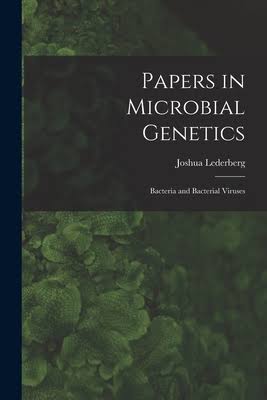 Papers in
Microbial
Genetics
Joshua Lederberg
Bacteria and Bacterial Viruses